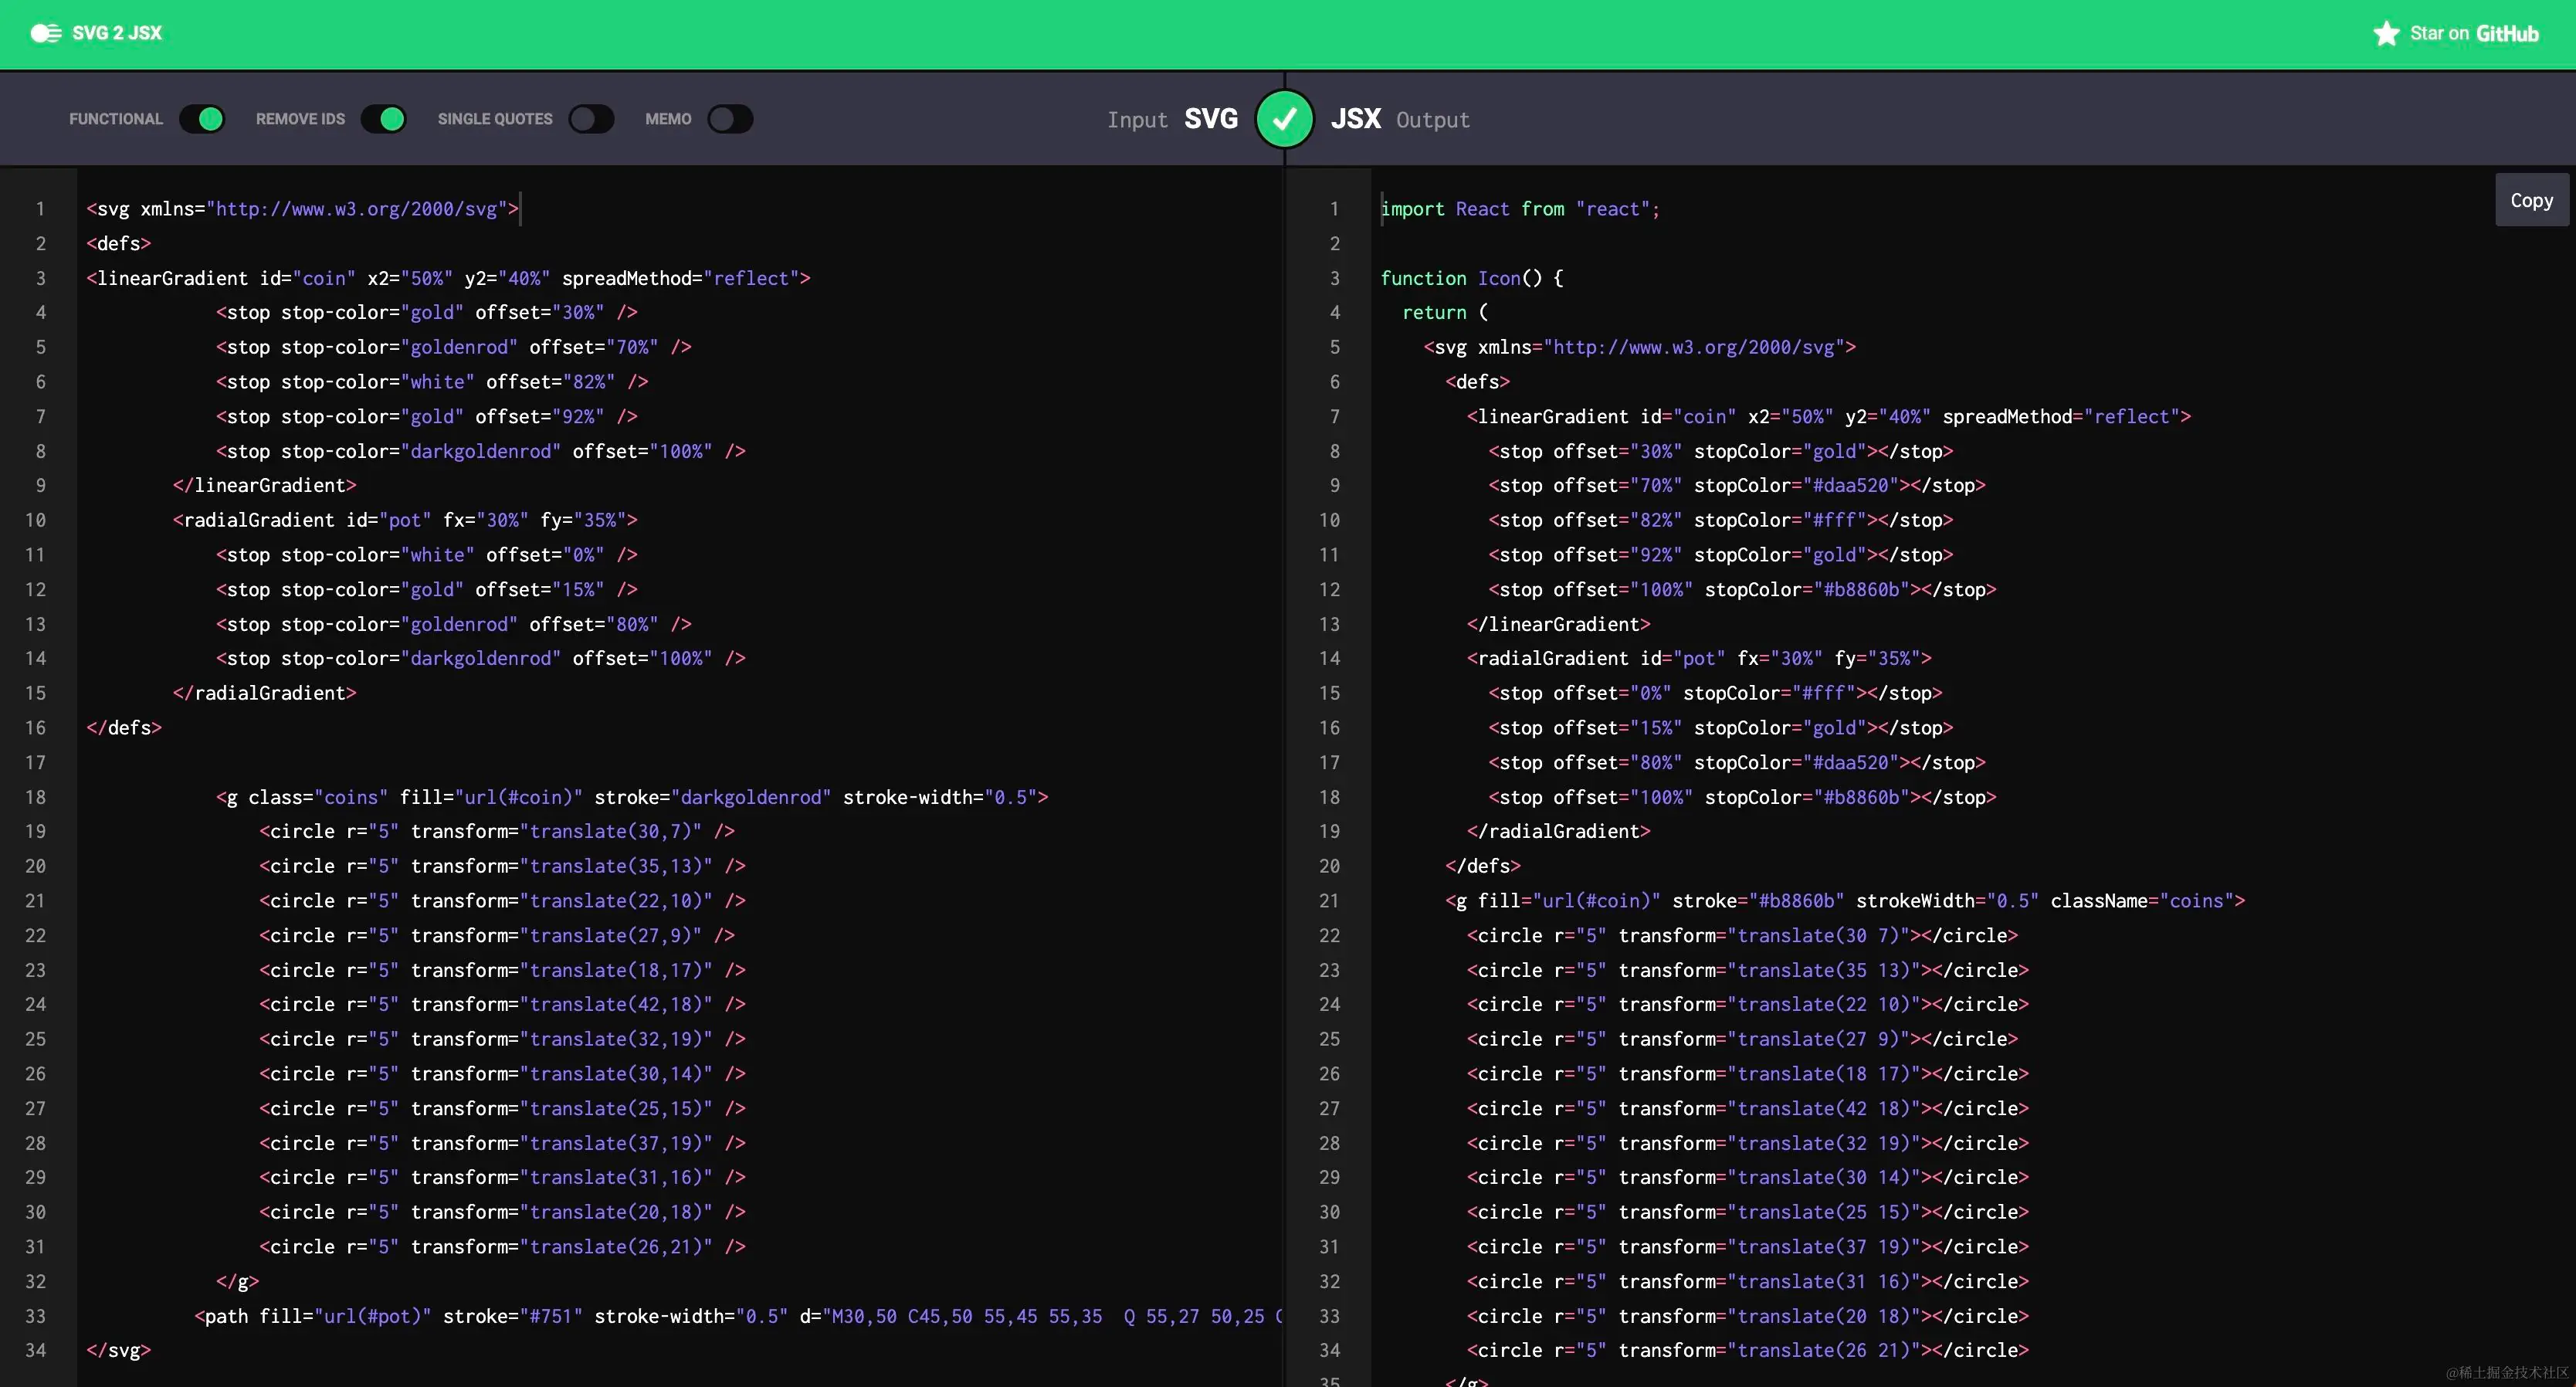 SVG 2 JSX
Star on GitHub
FUNCTIONAL REMOVE IDS SINGLE QUOTES MEMO
Input SVG JSX Output
1 <svg xmlns="http://www.w3.org/2000/svg">
2 <defs>
3 <linearGradient id="coin" x2="50%" y2="40%" spreadMethod="reflect">
4 <stop stop-color="gold" offset="30%" />
5 <stop stop-color="goldenrod" offset="70%" />
6 <stop stop-color="white" offset="82%" />
7 <stop stop-color="gold" offset="92%" />
8 <stop stop-color="darkgoldenrod" offset="100%" />
9 </linearGradient>
10 <radialGradient id="pot" fx="30%" fy="35%">
11 <stop stop-color="white" offset="0%" />
12 <stop stop-color="gold" offset="15%" />
13 <stop stop-color="goldenrod" offset="80%" />
14 <stop stop-color="darkgoldenrod" offset="100%" />
15 </radialGradient>
16 </defs>
17
18 <g class="coins" fill="url(#coin)" stroke="darkgoldenrod" stroke-width="0.5">
19 <circle r="5" transform="translate(30,7)" />
20 <circle r="5" transform="translate(35,13)" />
21 <circle r="5" transform="translate(22,10)" />
22 <circle r="5" transform="translate(27,9)" />
23 <circle r="5" transform="translate(18,17)" />
24 <circle r="5" transform="translate(42,18)" />
25 <circle r="5" transform="translate(32,19)" />
26 <circle r="5" transform="translate(30,14)" />
27 <circle r="5" transform="translate(25,15)" />
28 <circle r="5" transform="translate(37,19)" />
29 <circle r="5" transform="translate(31,16)" />
30 <circle r="5" transform="translate(20,18)" />
31 <circle r="5" transform="translate(26,21)" />
32 </g>
33 <path fill="url(#pot)" stroke="#751" stroke-width="0.5" d="M30,50 C45,50 55,45 55,35 Q 55,27 50,25
34 </svg>
Copy
1 import React from "react";
2
3 function Icon() {
4 return (
5 <svg xmlns="http://www.w3.org/2000/svg">
6 <defs>
7 <linearGradient id="coin" x2="50%" y2="40%" spreadMethod="reflect">
8 <stop offset="30%" stopColor="gold"></stop>
9 <stop offset="70%" stopColor="#daa520"></stop>
10 <stop offset="82%" stopColor="#fff"></stop>
11 <stop offset="92%" stopColor="gold"></stop>
12 <stop offset="100%" stopColor="#b8860b"></stop>
13 </linearGradient>
14 <radialGradient id="pot" fx="30%" fy="35%">
15 <stop offset="0%" stopColor="#fff"></stop>
16 <stop offset="15%" stopColor="gold"></stop>
17 <stop offset="80%" stopColor="#daa520"></stop>
18 <stop offset="100%" stopColor="#b8860b"></stop>
19 </radialGradient>
20 </defs>
21 <g fill="url(#coin)" stroke="#b8860b" strokeWidth="0.5" className="coins">
22 <circle r="5" transform="translate(30 7)"></circle>
23 <circle r="5" transform="translate(35 13)"></circle>
24 <circle r="5" transform="translate(22 10)"></circle>
25 <circle r="5" transform="translate(27 9)"></circle>
26 <circle r="5" transform="translate(18 17)"></circle>
27 <circle r="5" transform="translate(42 18)"></circle>
28 <circle r="5" transform="translate(32 19)"></circle>
29 <circle r="5" transform="translate(30 14)"></circle>
30 <circle r="5" transform="translate(25 15)"></circle>
31 <circle r="5" transform="translate(37 19)"></circle>
32 <circle r="5" transform="translate(31 16)"></circle>
33 <circle r="5" transform="translate(20 18)"></circle>
34 <circle r="5" transform="translate(26 21)"></circle>
35 </g>
@稀土掘金技术社区